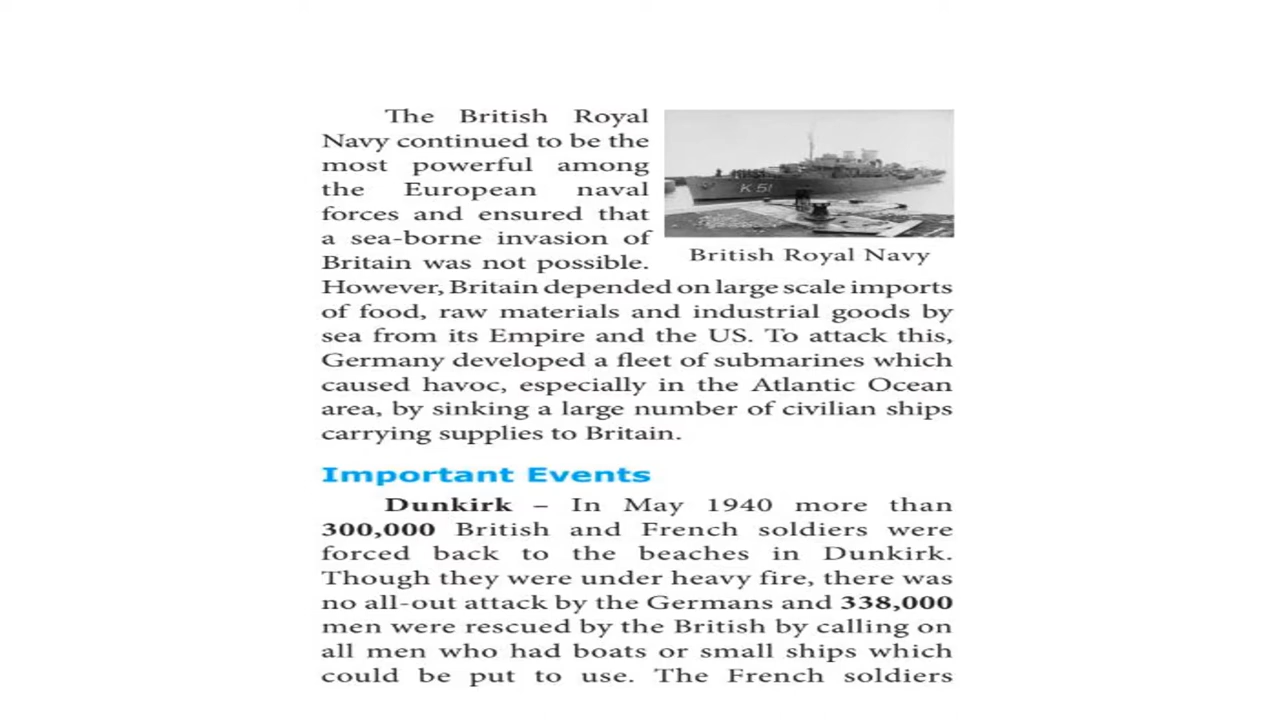 The British Royal
Navy continued to be the
most powerful among
the European naval
forces and ensured that
a sea-borne invasion of
Britain was not possible.
K 51
British Royal Navy
However, Britain depended on large scale imports
of food, raw materials and industrial goods by
sea from its Empire and the US. To attack this,
Germany developed a fleet of submarines which
caused havoc, especially in the Atlantic Ocean
area, by sinking a large number of civilian ships
carrying supplies to Britain.
Important Events
Dunkirk – In May 1940 more than
300,000 British and French soldiers were
forced back to the beaches in Dunkirk.
Though they were under heavy fire, there was
no all-out attack by the Germans and 338,000
men were rescued by the British by calling on
all men who had boats or small ships which
could be put to use. The French soldiers